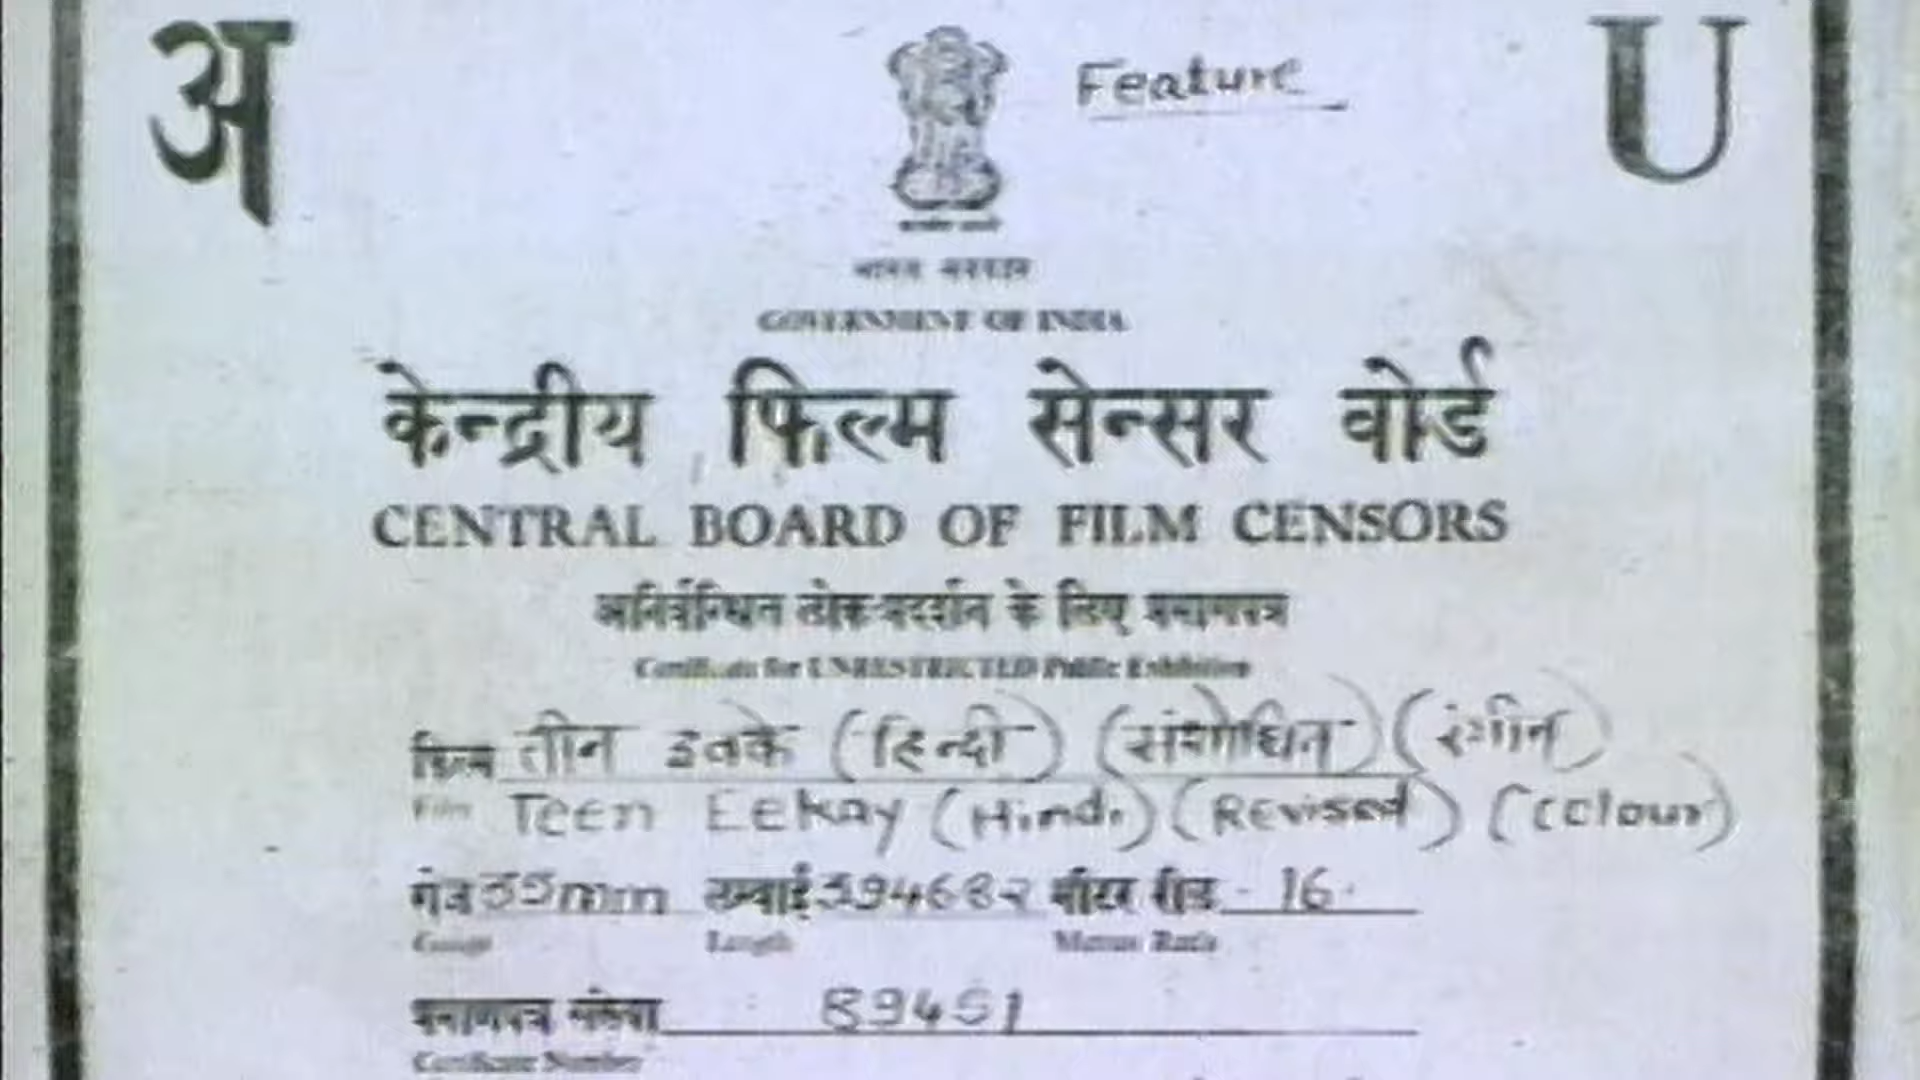 अ Feature U
भारत सरकार
GOVERNMENT OF INDIA
केन्द्रीय फिल्म सेन्सर बोर्ड
CENTRAL BOARD OF FILM CENSORS
अनिर्बन्धित लोक-प्रदर्शन के लिए प्रमाणपत्र
Certificate for UNRESTRICTED Public Exhibition
फिल्म तीन इक्के (हिन्दी) (संशोधित) (रंगीन)
Film Teen Eekay (Hindi) (Revised) (Colour)
गेज 35mm लम्बाई मीटर रील - 16.
Gauge Length Metres Reels
प्रमाणपत्र संख्या
Certificate Number